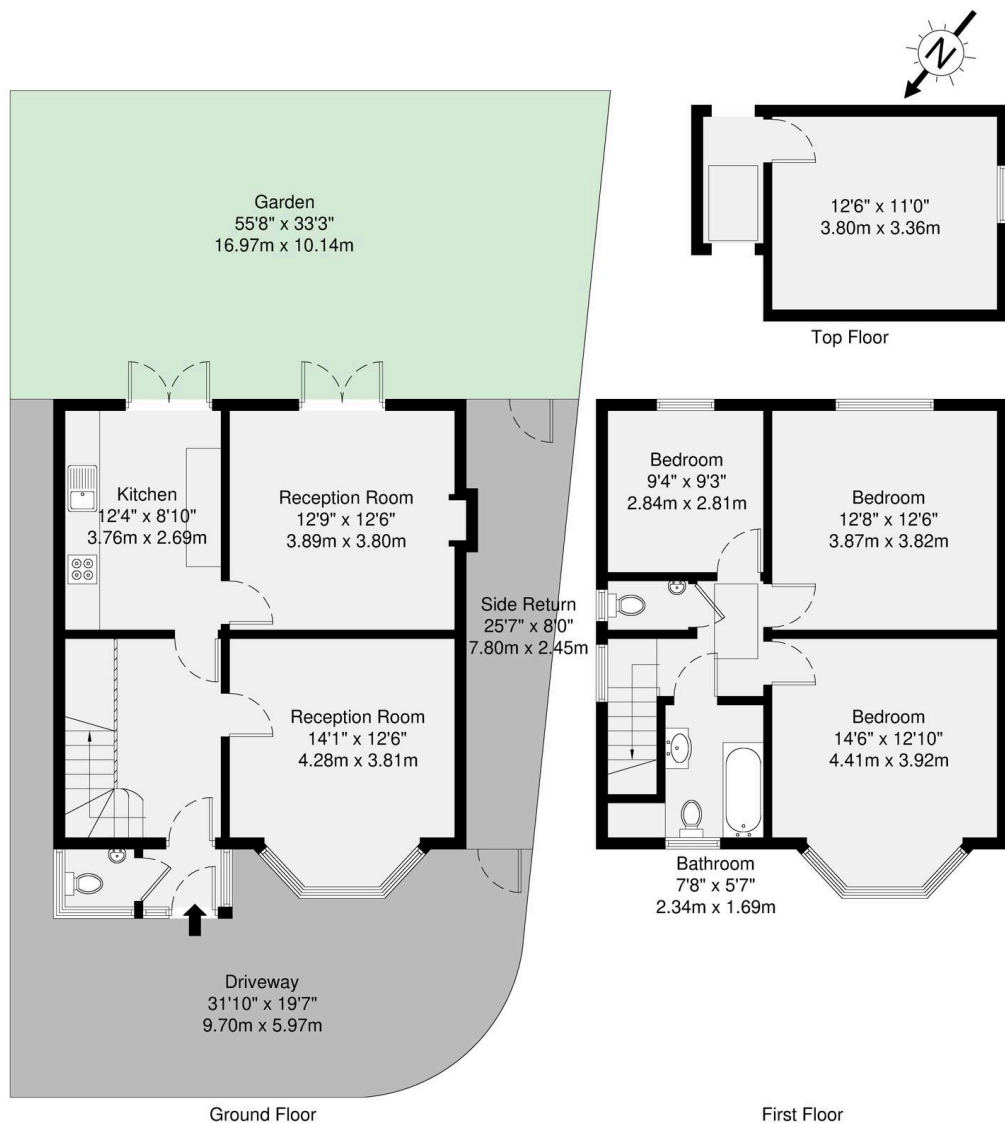 N
Garden
55'8" x 33'3"
16.97m x 10.14m
12'6" x 11'0"
3.80m x 3.36m
Top Floor
Kitchen
12'4" x 8'10"
3.76m x 2.69m
Reception Room
12'9" x 12'6"
3.89m x 3.80m
Side Return
25'7" x 8'0"
7.80m x 2.45m
Reception Room
14'1" x 12'6"
4.28m x 3.81m
Driveway
31'10" x 19'7"
9.70m x 5.97m
Ground Floor
Bedroom
9'4" x 9'3"
2.84m x 2.81m
Bedroom
12'8" x 12'6"
3.87m x 3.82m
Bedroom
14'6" x 12'10"
4.41m x 3.92m
Bathroom
7'8" x 5'7"
2.34m x 1.69m
First Floor